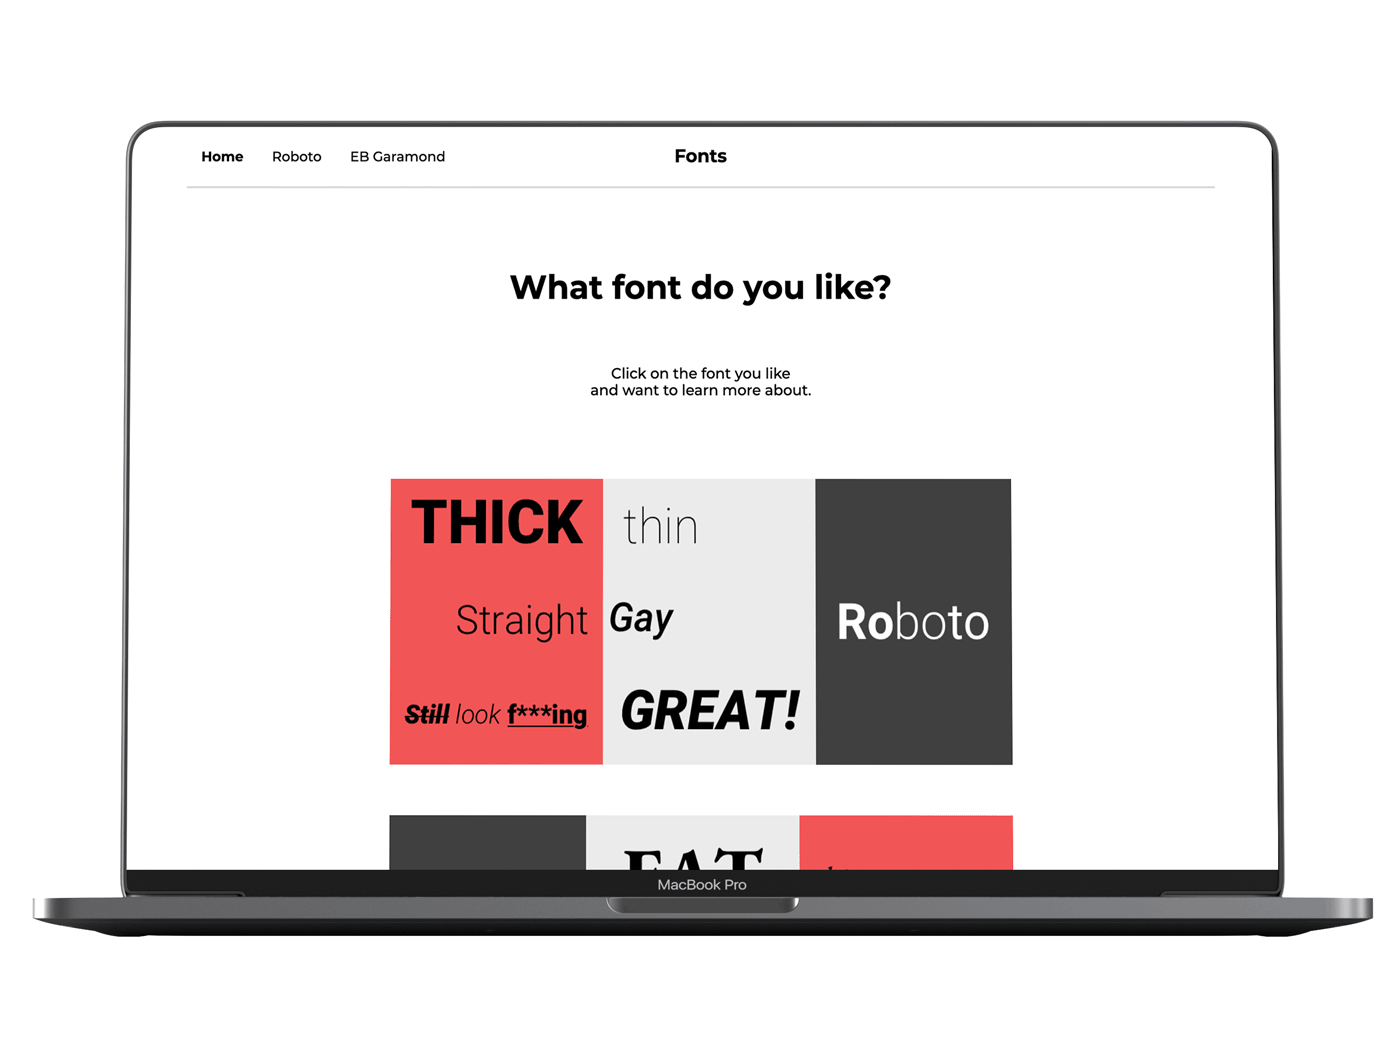 Home Roboto EB Garamond Fonts
What font do you like?
Click on the font you like
and want to learn more about.
THICK thin
Straight Gay
Roboto
Still look f***ing GREAT!
MacBook Pro